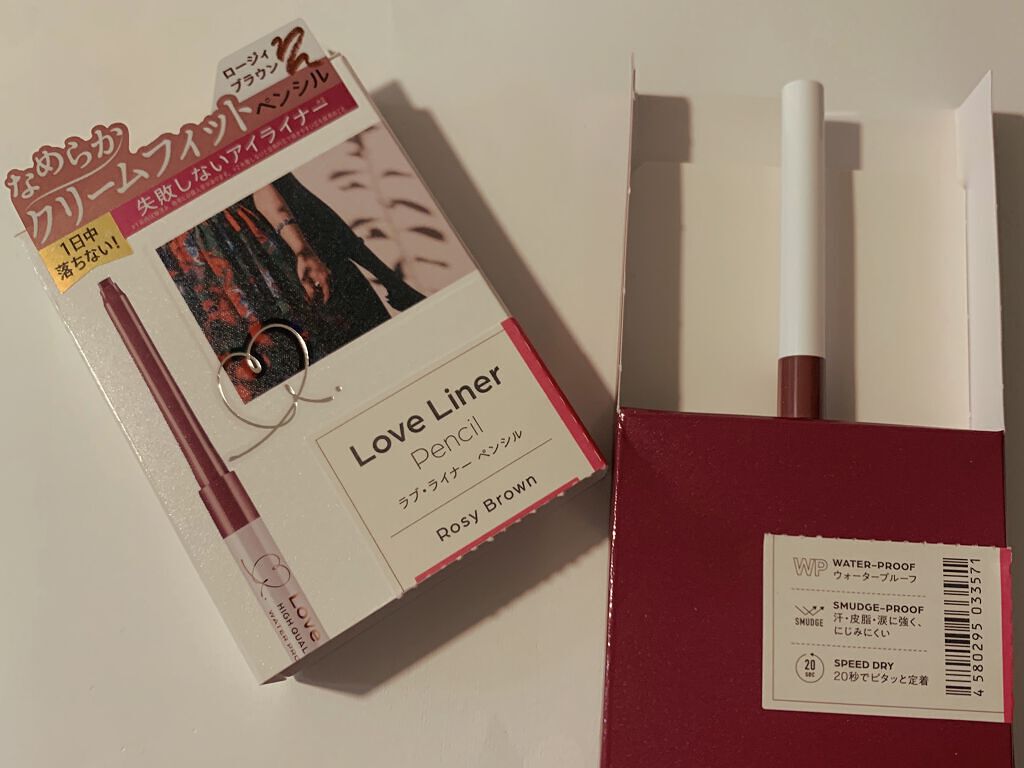 ロージィ
ブラウン
なめらか
クリームフィットペンシル
失敗しないアイライナー
1日中
落ちない!
Love Liner
Pencil
ラブ・ライナー ペンシル
Rosy Brown
Love
HIGH QUAL
WATER PRO
WP WATER-PROOF
ウォータープルーフ
SMUDGE SMUDGE-PROOF
汗・皮脂・涙に強く、
にじみにくい
20 sec SPEED DRY
20秒でピタッと定着
4 580295 033571